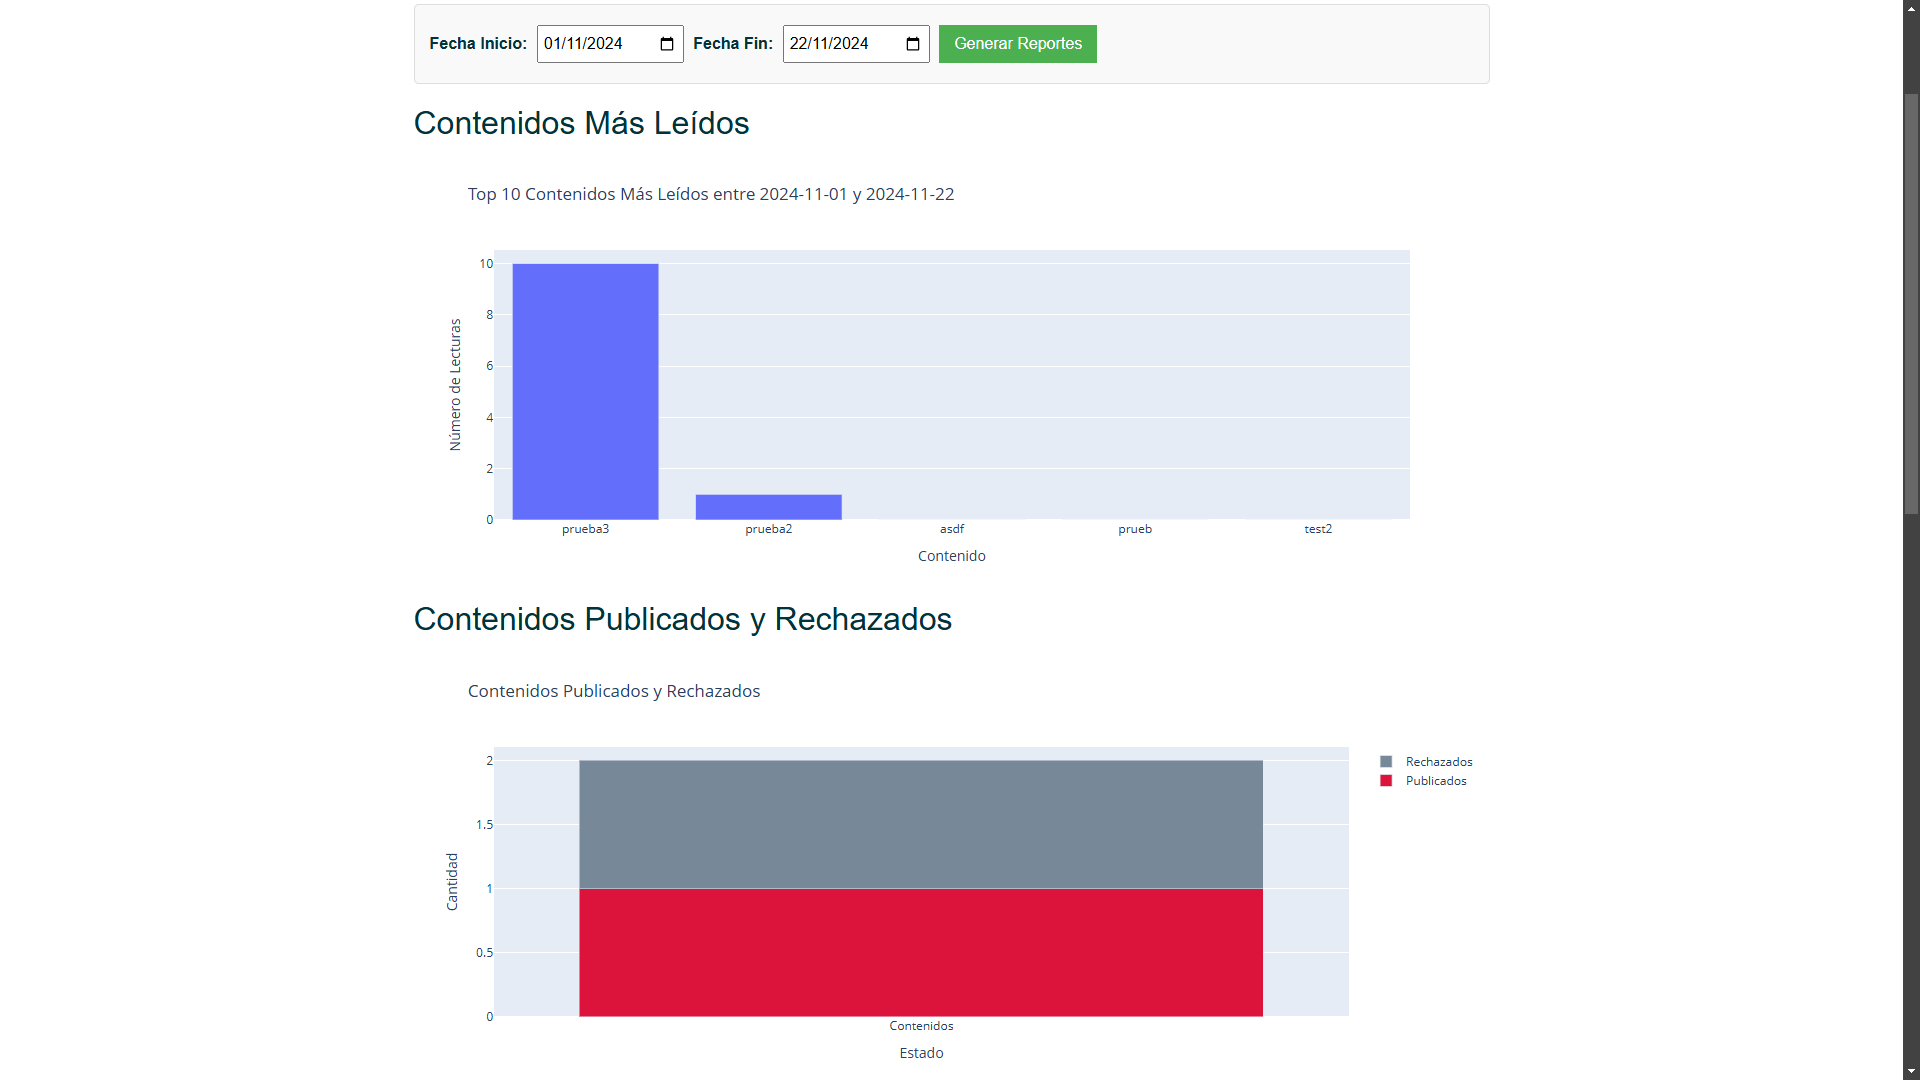 Fecha Inicio: 01/11/2024 Fecha Fin: 22/11/2024 Generar Reportes
Contenidos Más Leídos
Top 10 Contenidos Más Leídos entre 2024-11-01 y 2024-11-22
10
8
6
4
2
0
Número de Lecturas
prueba3 prueba2 asdf prueb test2
Contenido
Contenidos Publicados y Rechazados
Contenidos Publicados y Rechazados
2
1.5
1
0.5
0
Cantidad
Rechazados
Publicados
Contenidos
Estado